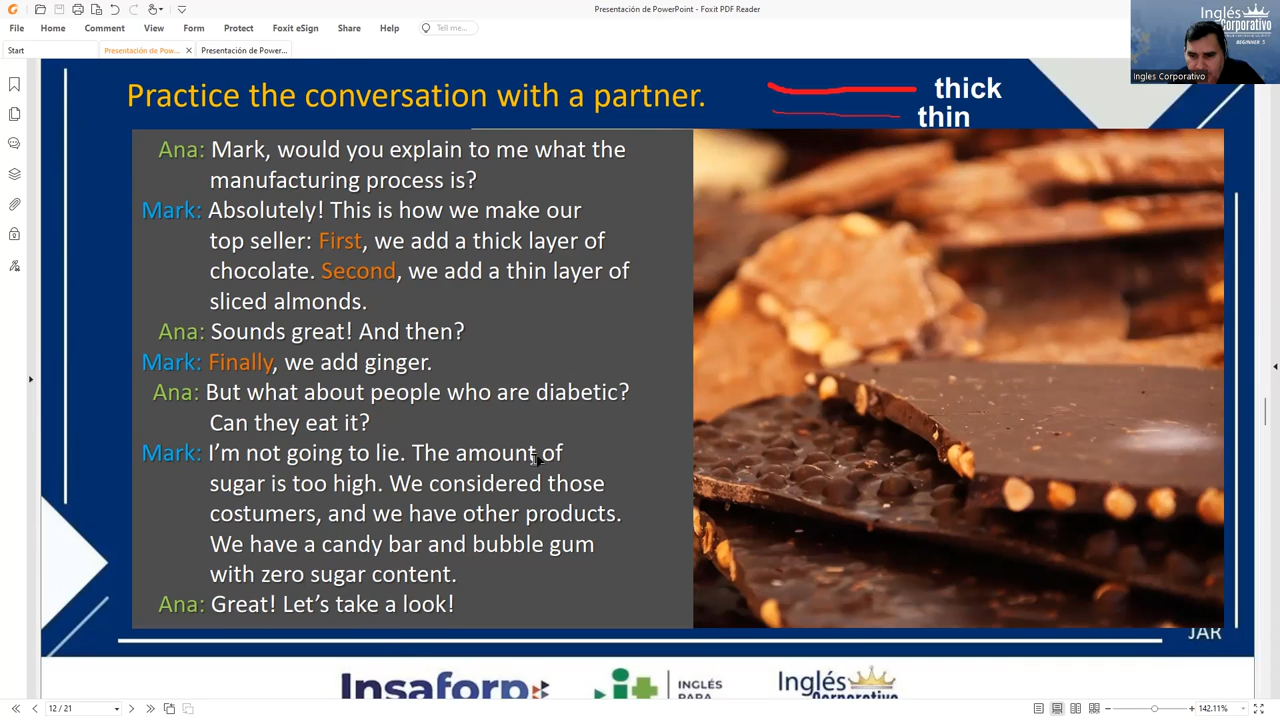 Presentación de PowerPoint - Foxit PDF Reader
File Home Comment View Form Protect Foxit eSign Share Help Tell me...
Start Presentación de Pow... Presentación de Power...
Inglés
Corporativo
BEGINNER 5
Ingles Corporativo
Practice the conversation with a partner.
thick
thin
Ana: Mark, would you explain to me what the
manufacturing process is?
Mark: Absolutely! This is how we make our
top seller: First, we add a thick layer of
chocolate. Second, we add a thin layer of
sliced almonds.
Ana: Sounds great! And then?
Mark: Finally, we add ginger.
Ana: But what about people who are diabetic?
Can they eat it?
Mark: I'm not going to lie. The amount of
sugar is too high. We considered those
costumers, and we have other products.
We have a candy bar and bubble gum
with zero sugar content.
Ana: Great! Let's take a look!
JAR
Insaforp
INGLÉS
PARA
Inglés
Corporativo
12 / 21
142.11%